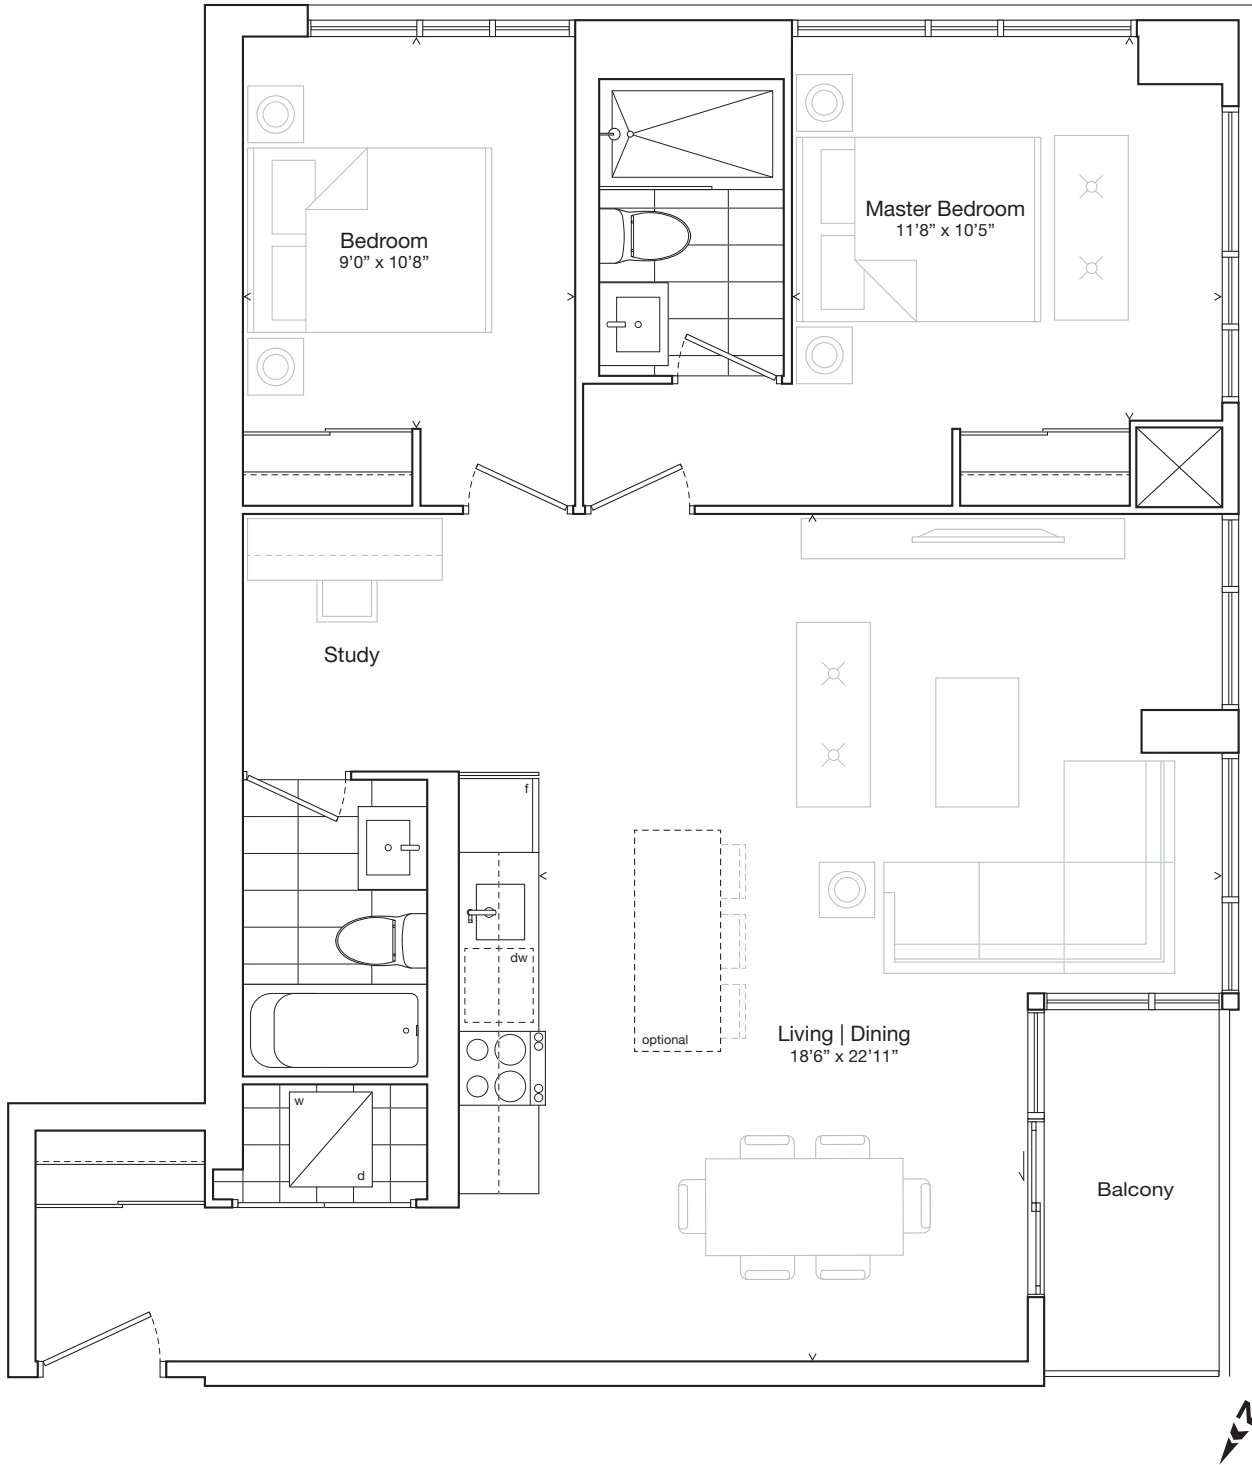 Master Bedroom
11’8” x 10’5”
Bedroom
9’0” x 10’8”
Study
f
dw
optional
Living | Dining
18’6” x 22’11”
w
d
Balcony